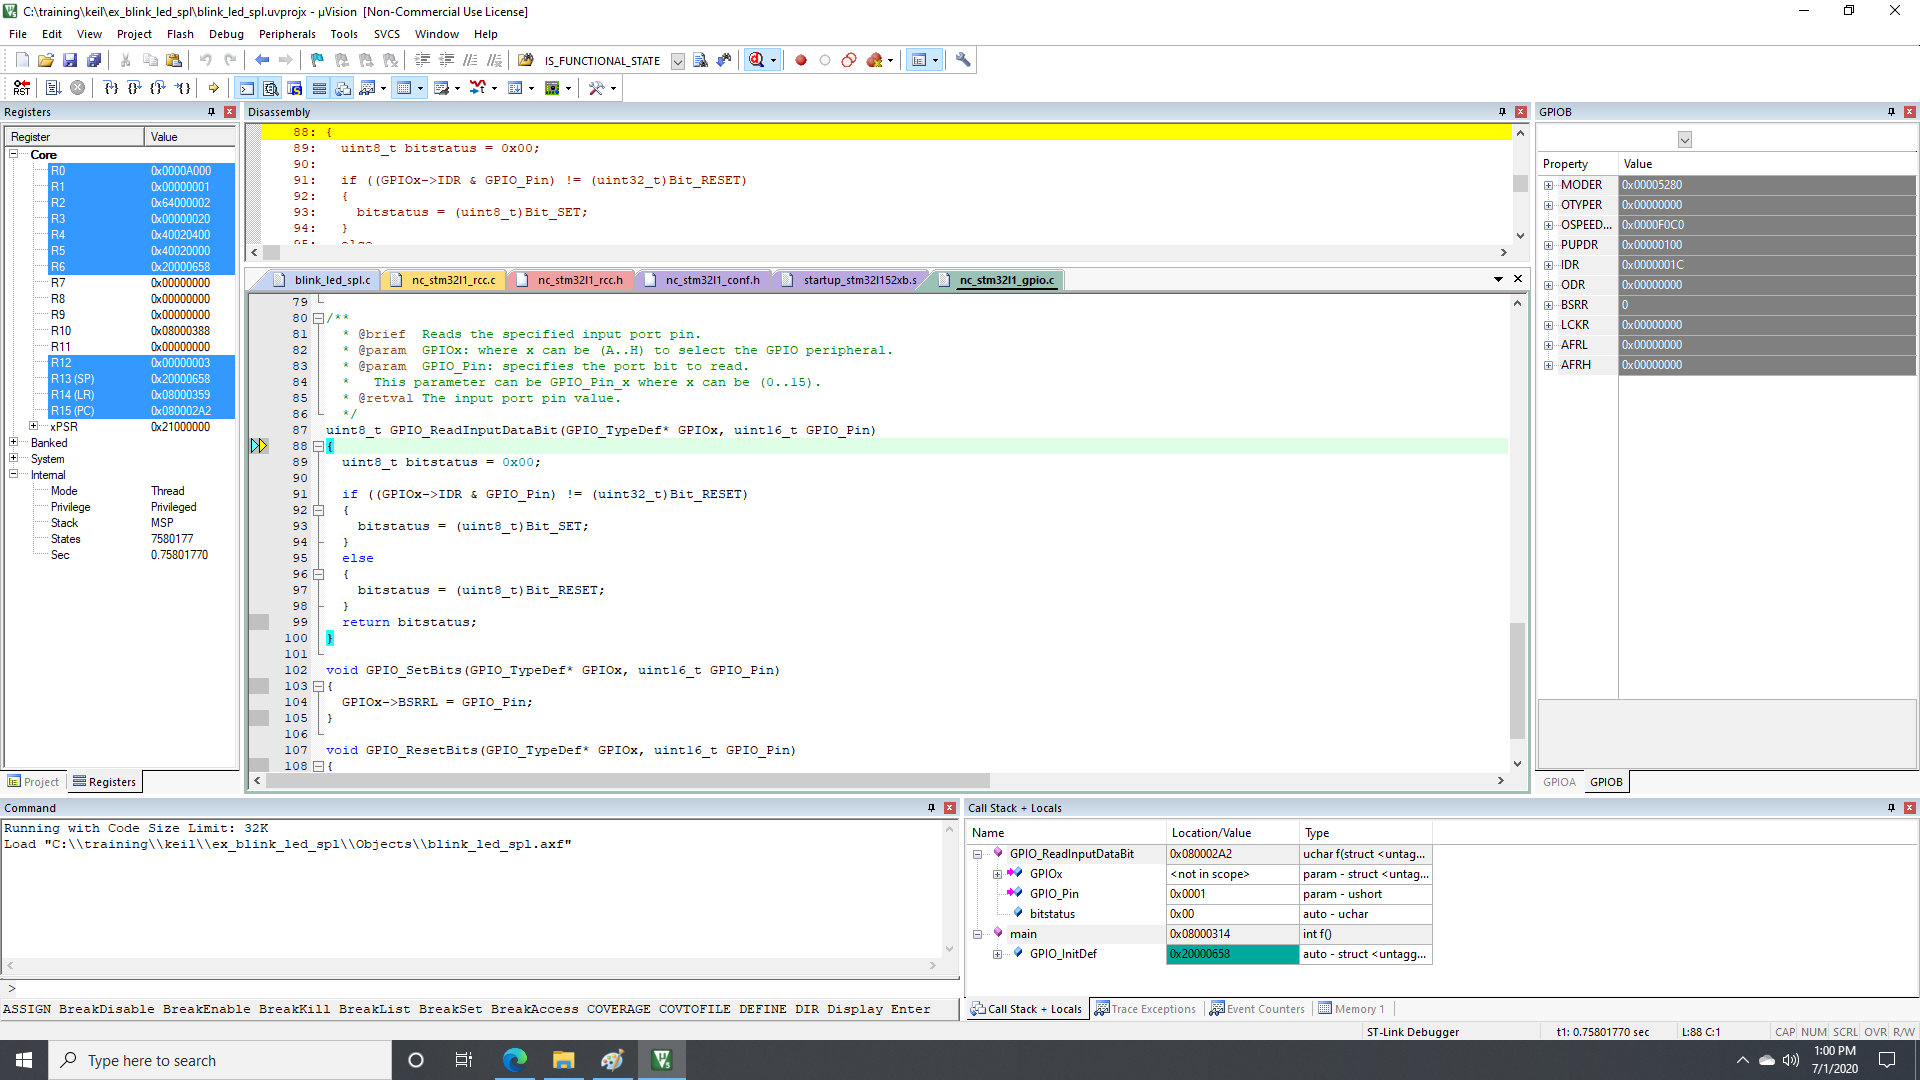 C:\training\keil\ex_blink_led_spl\blink_led_spl.uvprojx - µVision  [Non-Commercial Use License]
File Edit View Project Flash Debug Peripherals Tools SVCS Window Help
IS_FUNCTIONAL_STATE
RST
Registers
Register Value
Core
R0 0x0000A000
R1 0x00000001
R2 0x64000002
R3 0x00000020
R4 0x40020400
R5 0x40020000
R6 0x20000658
R7 0x00000000
R8 0x00000000
R9 0x00000000
R10 0x08000388
R11 0x00000000
R12 0x00000003
R13 (SP) 0x20000658
R14 (LR) 0x08000359
R15 (PC) 0x080002A2
xPSR 0x21000000
Banked
System
Internal
Mode Thread
Privilege Privileged
Stack MSP
States 7580177
Sec 0.75801770
Project Registers
Disassembly
88: {
89:   uint8_t bitstatus = 0x00;
90:
91:   if ((GPIOx->IDR & GPIO_Pin) != (uint32_t)Bit_RESET)
92:   {
93:     bitstatus = (uint8_t)Bit_SET;
94:   }
95:   else
blink_led_spl.c nc_stm32l1_rcc.c nc_stm32l1_rcc.h nc_stm32l1_conf.h startup_stm32l152xb.s nc_stm32l1_gpio.c
79
80 /**
81   * @brief  Reads the specified input port pin.
82   * @param  GPIOx: where x can be (A..H) to select the GPIO peripheral.
83   * @param  GPIO_Pin: specifies the port bit to read.
84   *   This parameter can be GPIO_Pin_x where x can be (0..15).
85   * @retval The input port pin value.
86   */
87 uint8_t GPIO_ReadInputDataBit(GPIO_TypeDef* GPIOx, uint16_t GPIO_Pin)
88 {
89   uint8_t bitstatus = 0x00;
90
91   if ((GPIOx->IDR & GPIO_Pin) != (uint32_t)Bit_RESET)
92   {
93     bitstatus = (uint8_t)Bit_SET;
94   }
95   else
96   {
97     bitstatus = (uint8_t)Bit_RESET;
98   }
99   return bitstatus;
100 }
101
102 void GPIO_SetBits(GPIO_TypeDef* GPIOx, uint16_t GPIO_Pin)
103 {
104   GPIOx->BSRRL = GPIO_Pin;
105 }
106
107 void GPIO_ResetBits(GPIO_TypeDef* GPIOx, uint16_t GPIO_Pin)
108 {
GPIOB
Property Value
MODER 0x00005280
OTYPER 0x00000000
OSPEED... 0x0000F0C0
PUPDR 0x00000100
IDR 0x0000001C
ODR 0x00000000
BSRR 0
LCKR 0x00000000
AFRL 0x00000000
AFRH 0x00000000
GPIOA GPIOB
Command
Running with Code Size Limit: 32K
Load "C:\\training\\keil\\ex_blink_led_spl\\Objects\\blink_led_spl.axf"
>
ASSIGN BreakDisable BreakEnable BreakKill BreakList BreakSet BreakAccess COVERAGE COVTOFILE DEFINE DIR Display Enter
Call Stack + Locals
Name Location/Value Type
GPIO_ReadInputDataBit 0x080002A2 uchar f(struct <untag...
GPIOx <not in scope> param - struct <untag...
GPIO_Pin 0x0001 param - ushort
bitstatus 0x00 auto - uchar
main 0x08000314 int f()
GPIO_InitDef 0x20000658 auto - struct <untagg...
Call Stack + Locals Trace Exceptions Event Counters Memory 1
ST-Link Debugger t1: 0.75801770 sec L:88 C:1 CAP NUM SCRL OVR R/W
Type here to search
1:00 PM
7/1/2020